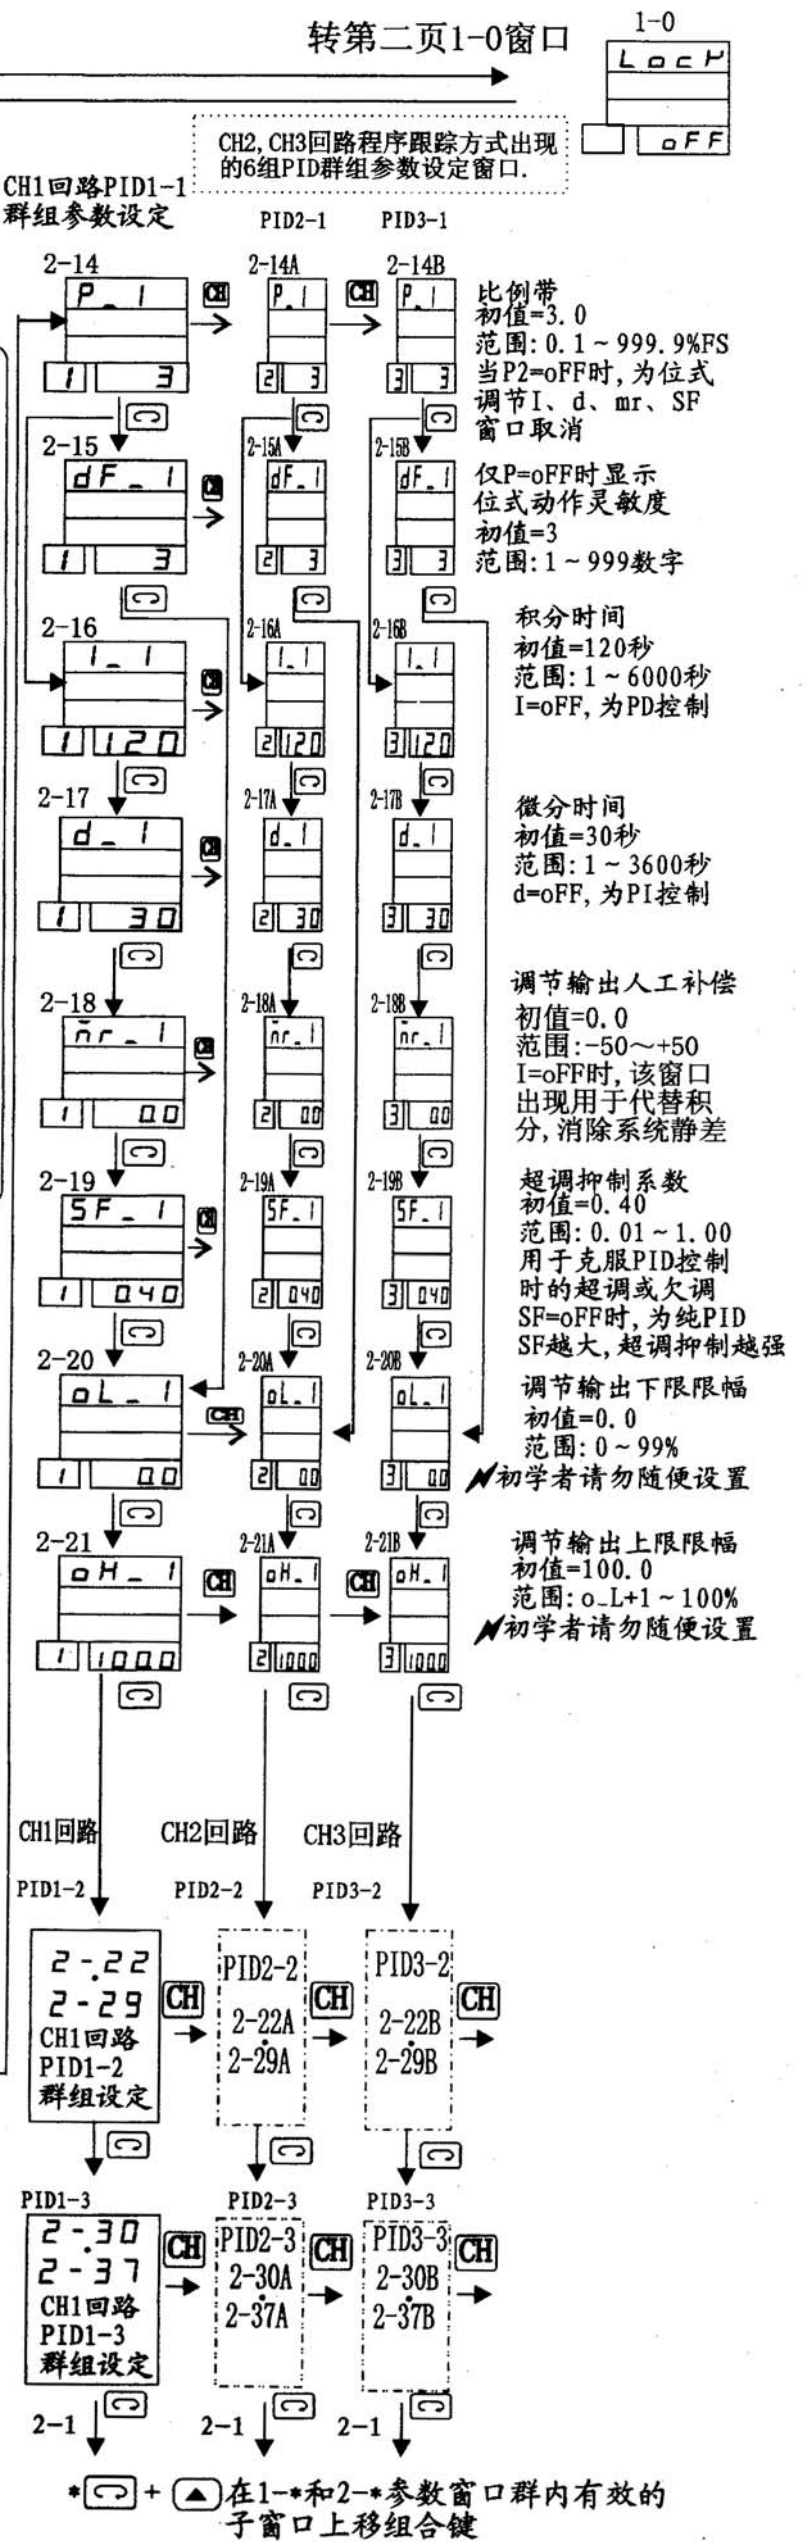 转第二页1-0窗口
1-0
LocK
oFF
CH2, CH3回路程序跟踪方式出现
的6组PID群组参数设定窗口.
CH1回路PID1-1
群组参数设定
PID2-1
PID3-1
2-14
P_1
1 3
CH
2-14A
P_1
2 3
CH
2-14B
P_1
3 3
比例带
初值=3.0
范围: 0.1~999.9%FS
当P2=oFF时, 为位式
调节I、d、mr、SF
窗口取消
2-15
dF_1
1 3
CH
2-15A
dF_1
2 3
2-15B
dF_1
3 3
仅P=oFF时显示
位式动作灵敏度
初值=3
范围: 1~999数字
2-16
I_1
1 120
CH
2-16A
I_1
2 120
2-16B
I_1
3 120
积分时间
初值=120秒
范围: 1~6000秒
I=oFF, 为PD控制
2-17
d_1
1 30
CH
2-17A
d_1
2 30
2-17B
d_1
3 30
微分时间
初值=30秒
范围: 1~3600秒
d=oFF, 为PI控制
2-18
mr_1
1 0.0
CH
2-18A
mr_1
2 0.0
2-18B
mr_1
3 0.0
调节输出人工补偿
初值=0.0
范围:-50~+50
I=oFF时, 该窗口
出现用于代替积
分, 消除系统静差
2-19
SF_1
1 0.40
CH
2-19A
SF_1
2 0.40
2-19B
SF_1
3 0.40
超调抑制系数
初值=0.40
范围: 0.01~1.00
用于克服PID控制
时的超调或欠调
SF=oFF时, 为纯PID
SF越大, 超调抑制越强
2-20
oL_1
1 0.0
CH
2-20A
oL_1
2 0.0
2-20B
oL_1
3 0.0
调节输出下限限幅
初值=0.0
范围: 0~99%
初学者请勿随便设置
2-21
oH_1
1 100.0
CH
2-21A
oH_1
2 100.0
CH
2-21B
oH_1
3 100.0
调节输出上限限幅
初值=100.0
范围: o_L+1~100%
初学者请勿随便设置
CH1回路
CH2回路
CH3回路
PID1-2
PID2-2
PID3-2
2-22
2-29
CH1回路
PID1-2
群组设定
CH
PID2-2
2-22A
2-29A
CH
PID3-2
2-22B
2-29B
CH
PID1-3
PID2-3
PID3-3
2-30
2-37
CH1回路
PID1-3
群组设定
CH
PID2-3
2-30A
2-37A
CH
PID3-3
2-30B
2-37B
CH
2-1
2-1
2-1
* + ▲ 在1-*和2-*参数窗口群内有效的
子窗口上移组合键